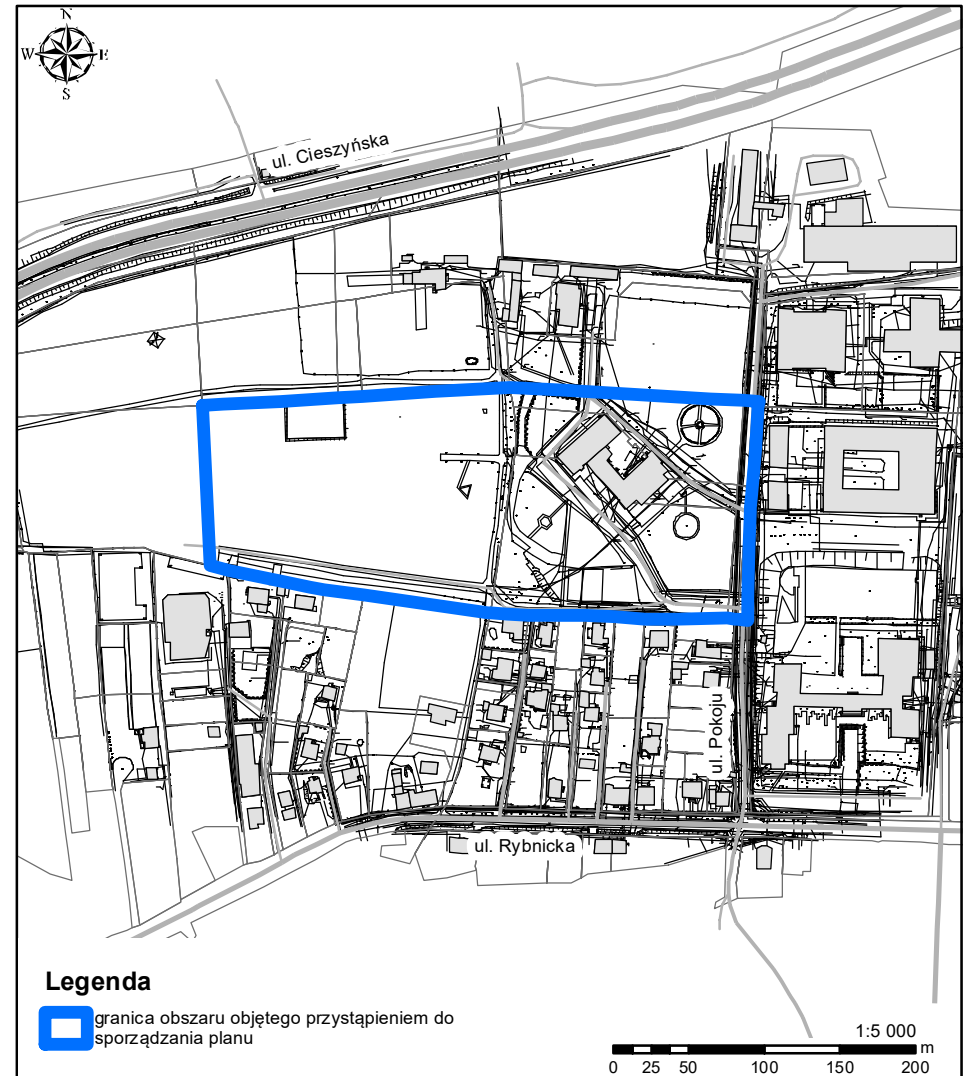 N
W E
S
ul. Cieszyńska
ul. Pokoju
ul. Rybnicka
Legenda
granica obszaru objętego przystąpieniem do
sporządzania planu
1:5 000
m
0 25 50 100 150 200